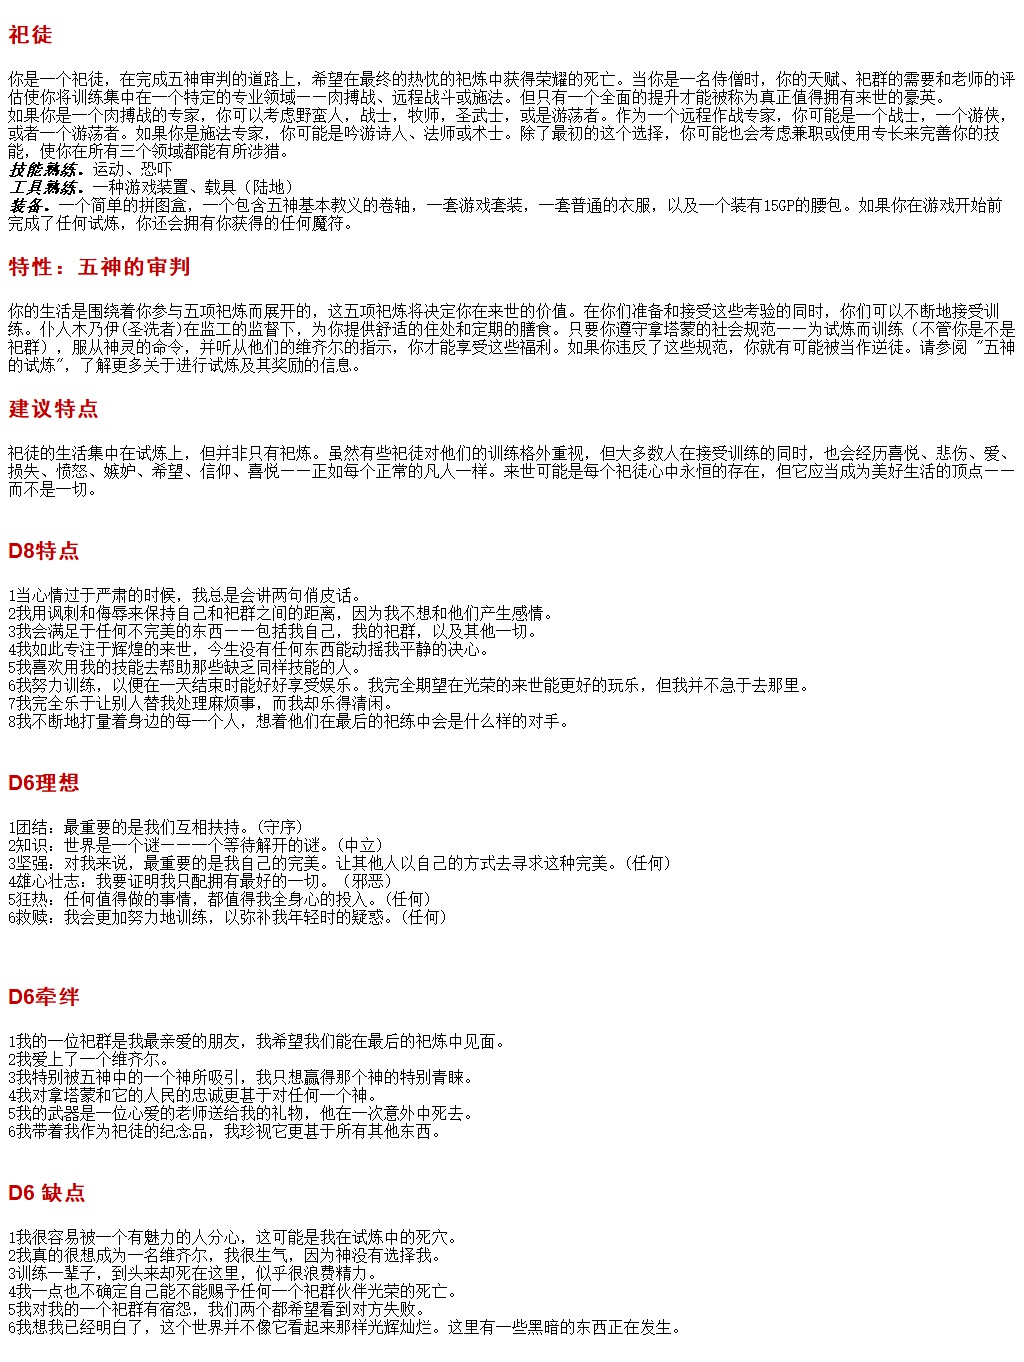 祀徒
你是一个祀徒，在完成五神审判的道路上，希望在最终的热忱的祀炼中获得荣耀的死亡。当你是一名侍僧时，你的天赋、祀群的需要和老师的评
估使你将训练集中在一个特定的专业领域——肉搏战、远程战斗或施法。但只有一个全面的提升才能被称为真正值得拥有来世的豪英。
如果你是一个肉搏战的专家，你可以考虑野蛮人，战士，牧师，圣武士，或是游荡者。作为一个远程作战专家，你可能是一个战士，一个游侠，
或者一个游荡者。如果你是施法专家，你可能是吟游诗人、法师或术士。除了最初的这个选择，你可能也会考虑兼职或使用专长来完善你的技
能，使你在所有三个领域都能有所涉猎。
技能熟练．运动、恐吓
工具熟练．一种游戏装置、载具（陆地）
装备．一个简单的拼图盒，一个包含五神基本教义的卷轴，一套游戏套装，一套普通的衣服，以及一个装有15GP的腰包。如果你在游戏开始前
完成了任何试炼，你还会拥有你获得的任何魔符。
特性：五神的审判
你的生活是围绕着你参与五项祀炼而展开的，这五项祀炼将决定你在来世的价值。在你们准备和接受这些考验的同时，你们可以不断地接受训
练。仆人木乃伊(圣洗者)在监工的监督下，为你提供舒适的住处和定期的膳食。只要你遵守拿塔蒙的社会规范——为试炼而训练（不管你是不是
祀群），服从神灵的命令，并听从他们的维齐尔的指示，你才能享受这些福利。如果你违反了这些规范，你就有可能被当作逆徒。请参阅 "五神
的试炼"，了解更多关于进行试炼及其奖励的信息。
建议特点
祀徒的生活集中在试炼上，但并非只有祀炼。虽然有些祀徒对他们的训练格外重视，但大多数人在接受训练的同时，也会经历喜悦、悲伤、爱、
损失、愤怒、嫉妒、希望、信仰、喜悦——正如每个正常的凡人一样。来世可能是每个祀徒心中永恒的存在，但它应当成为美好生活的顶点——
而不是一切。
D8特点
1当心情过于严肃的时候，我总是会讲两句俏皮话。
2我用讽刺和侮辱来保持自己和祀群之间的距离，因为我不想和他们产生感情。
3我会满足于任何不完美的东西——包括我自己，我的祀群，以及其他一切。
4我如此专注于辉煌的来世，今生没有任何东西能动摇我平静的决心。
5我喜欢用我的技能去帮助那些缺乏同样技能的人。
6我努力训练，以便在一天结束时能好好享受娱乐。我完全期望在光荣的来世能更好的玩乐，但我并不急于去那里。
7我完全乐于让别人替我处理麻烦事，而我却乐得清闲。
8我不断地打量着身边的每一个人，想着他们在最后的祀练中会是什么样的对手。
D6理想
1团结：最重要的是我们互相扶持。(守序)
2知识：世界是一个谜——一个等待解开的谜。(中立)
3坚强：对我来说，最重要的是我自己的完美。让其他人以自己的方式去寻求这种完美。(任何)
4雄心壮志：我要证明我只配拥有最好的一切。（邪恶）
5狂热：任何值得做的事情，都值得我全身心的投入。(任何)
6救赎：我会更加努力地训练，以弥补我年轻时的疑惑。(任何)
D6牵绊
1我的一位祀群是我最亲爱的朋友，我希望我们能在最后的祀炼中见面。
2我爱上了一个维齐尔。
3我特别被五神中的一个神所吸引，我只想赢得那个神的特别青睐。
4我对拿塔蒙和它的人民的忠诚更甚于对任何一个神。
5我的武器是一位心爱的老师送给我的礼物，他在一次意外中死去。
6我带着我作为祀徒的纪念品，我珍视它更甚于所有其他东西。
D6 缺点
1我很容易被一个有魅力的人分心，这可能是我在试炼中的死穴。
2我真的很想成为一名维齐尔，我很生气，因为神没有选择我。
3训练一辈子，到头来却死在这里，似乎很浪费精力。
4我一点也不确定自己能不能赐予任何一个祀群伙伴光荣的死亡。
5我对我的一个祀群有宿怨，我们两个都希望看到对方失败。
6我想我已经明白了，这个世界并不像它看起来那样光辉灿烂。这里有一些黑暗的东西正在发生。